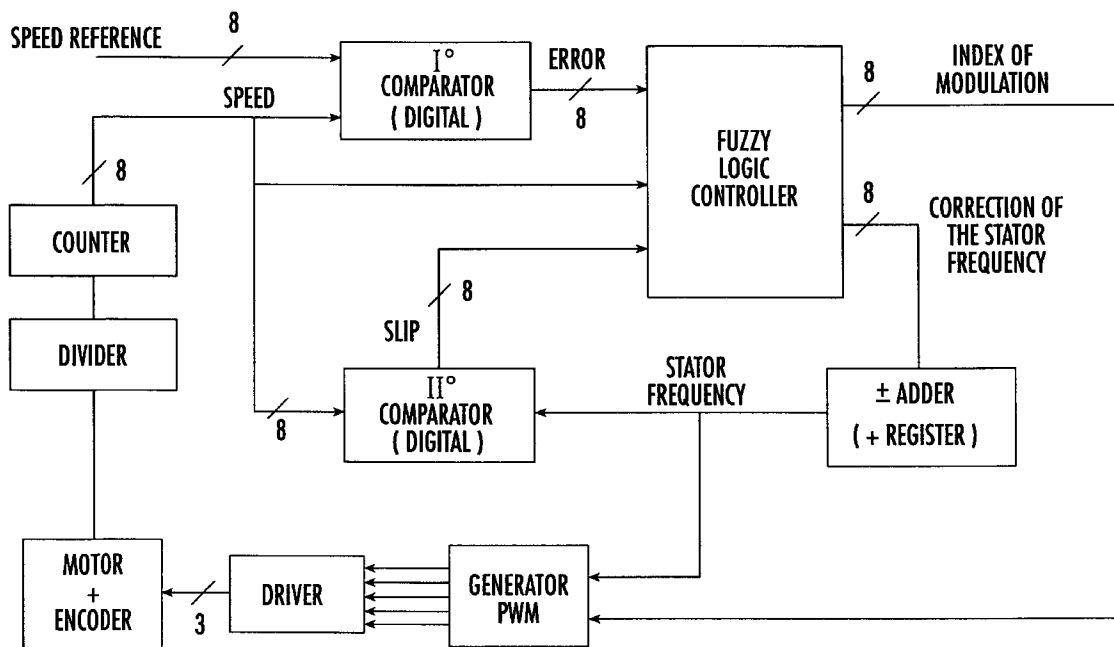 SPEED REFERENCE
8
I°
COMPARATOR
( DIGITAL )
ERROR
8
SPEED
8
FUZZY
LOGIC
CONTROLLER
8
INDEX OF
MODULATION
8
CORRECTION OF
THE STATOR
FREQUENCY
COUNTER
DIVIDER
8
SLIP
8
II°
COMPARATOR
( DIGITAL )
STATOR
FREQUENCY
± ADDER
( + REGISTER )
MOTOR
+
ENCODER
3
DRIVER
GENERATOR
PWM